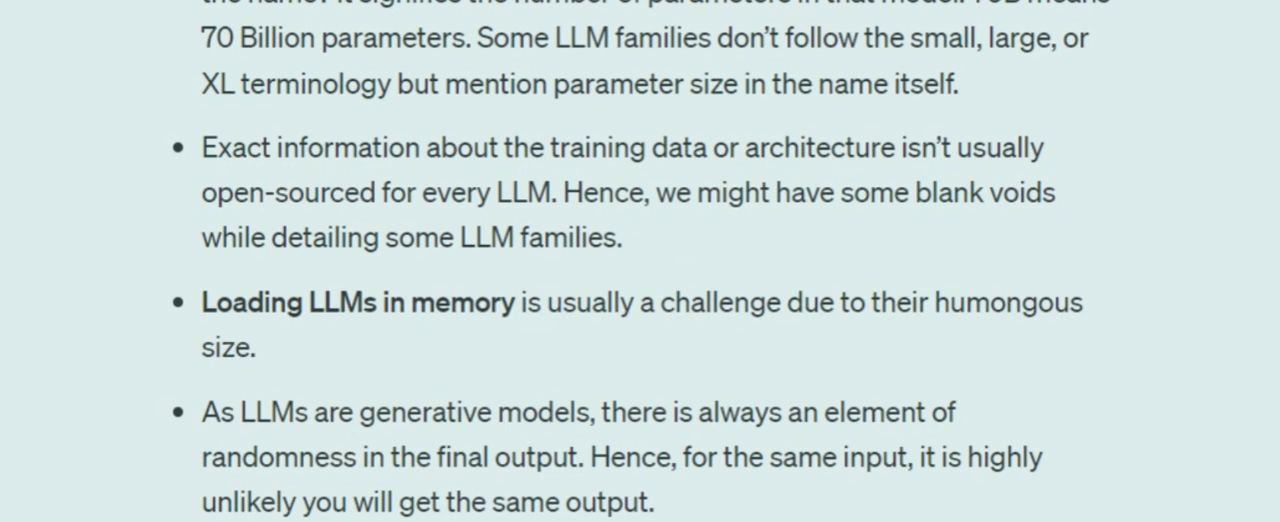 70 Billion parameters. Some LLM families don’t follow the small, large, or
XL terminology but mention parameter size in the name itself.
Exact information about the training data or architecture isn’t usually
open-sourced for every LLM. Hence, we might have some blank voids
while detailing some LLM families.
Loading LLMs in memory is usually a challenge due to their humongous
size.
As LLMs are generative models, there is always an element of
randomness in the final output. Hence, for the same input, it is highly
unlikely you will get the same output.